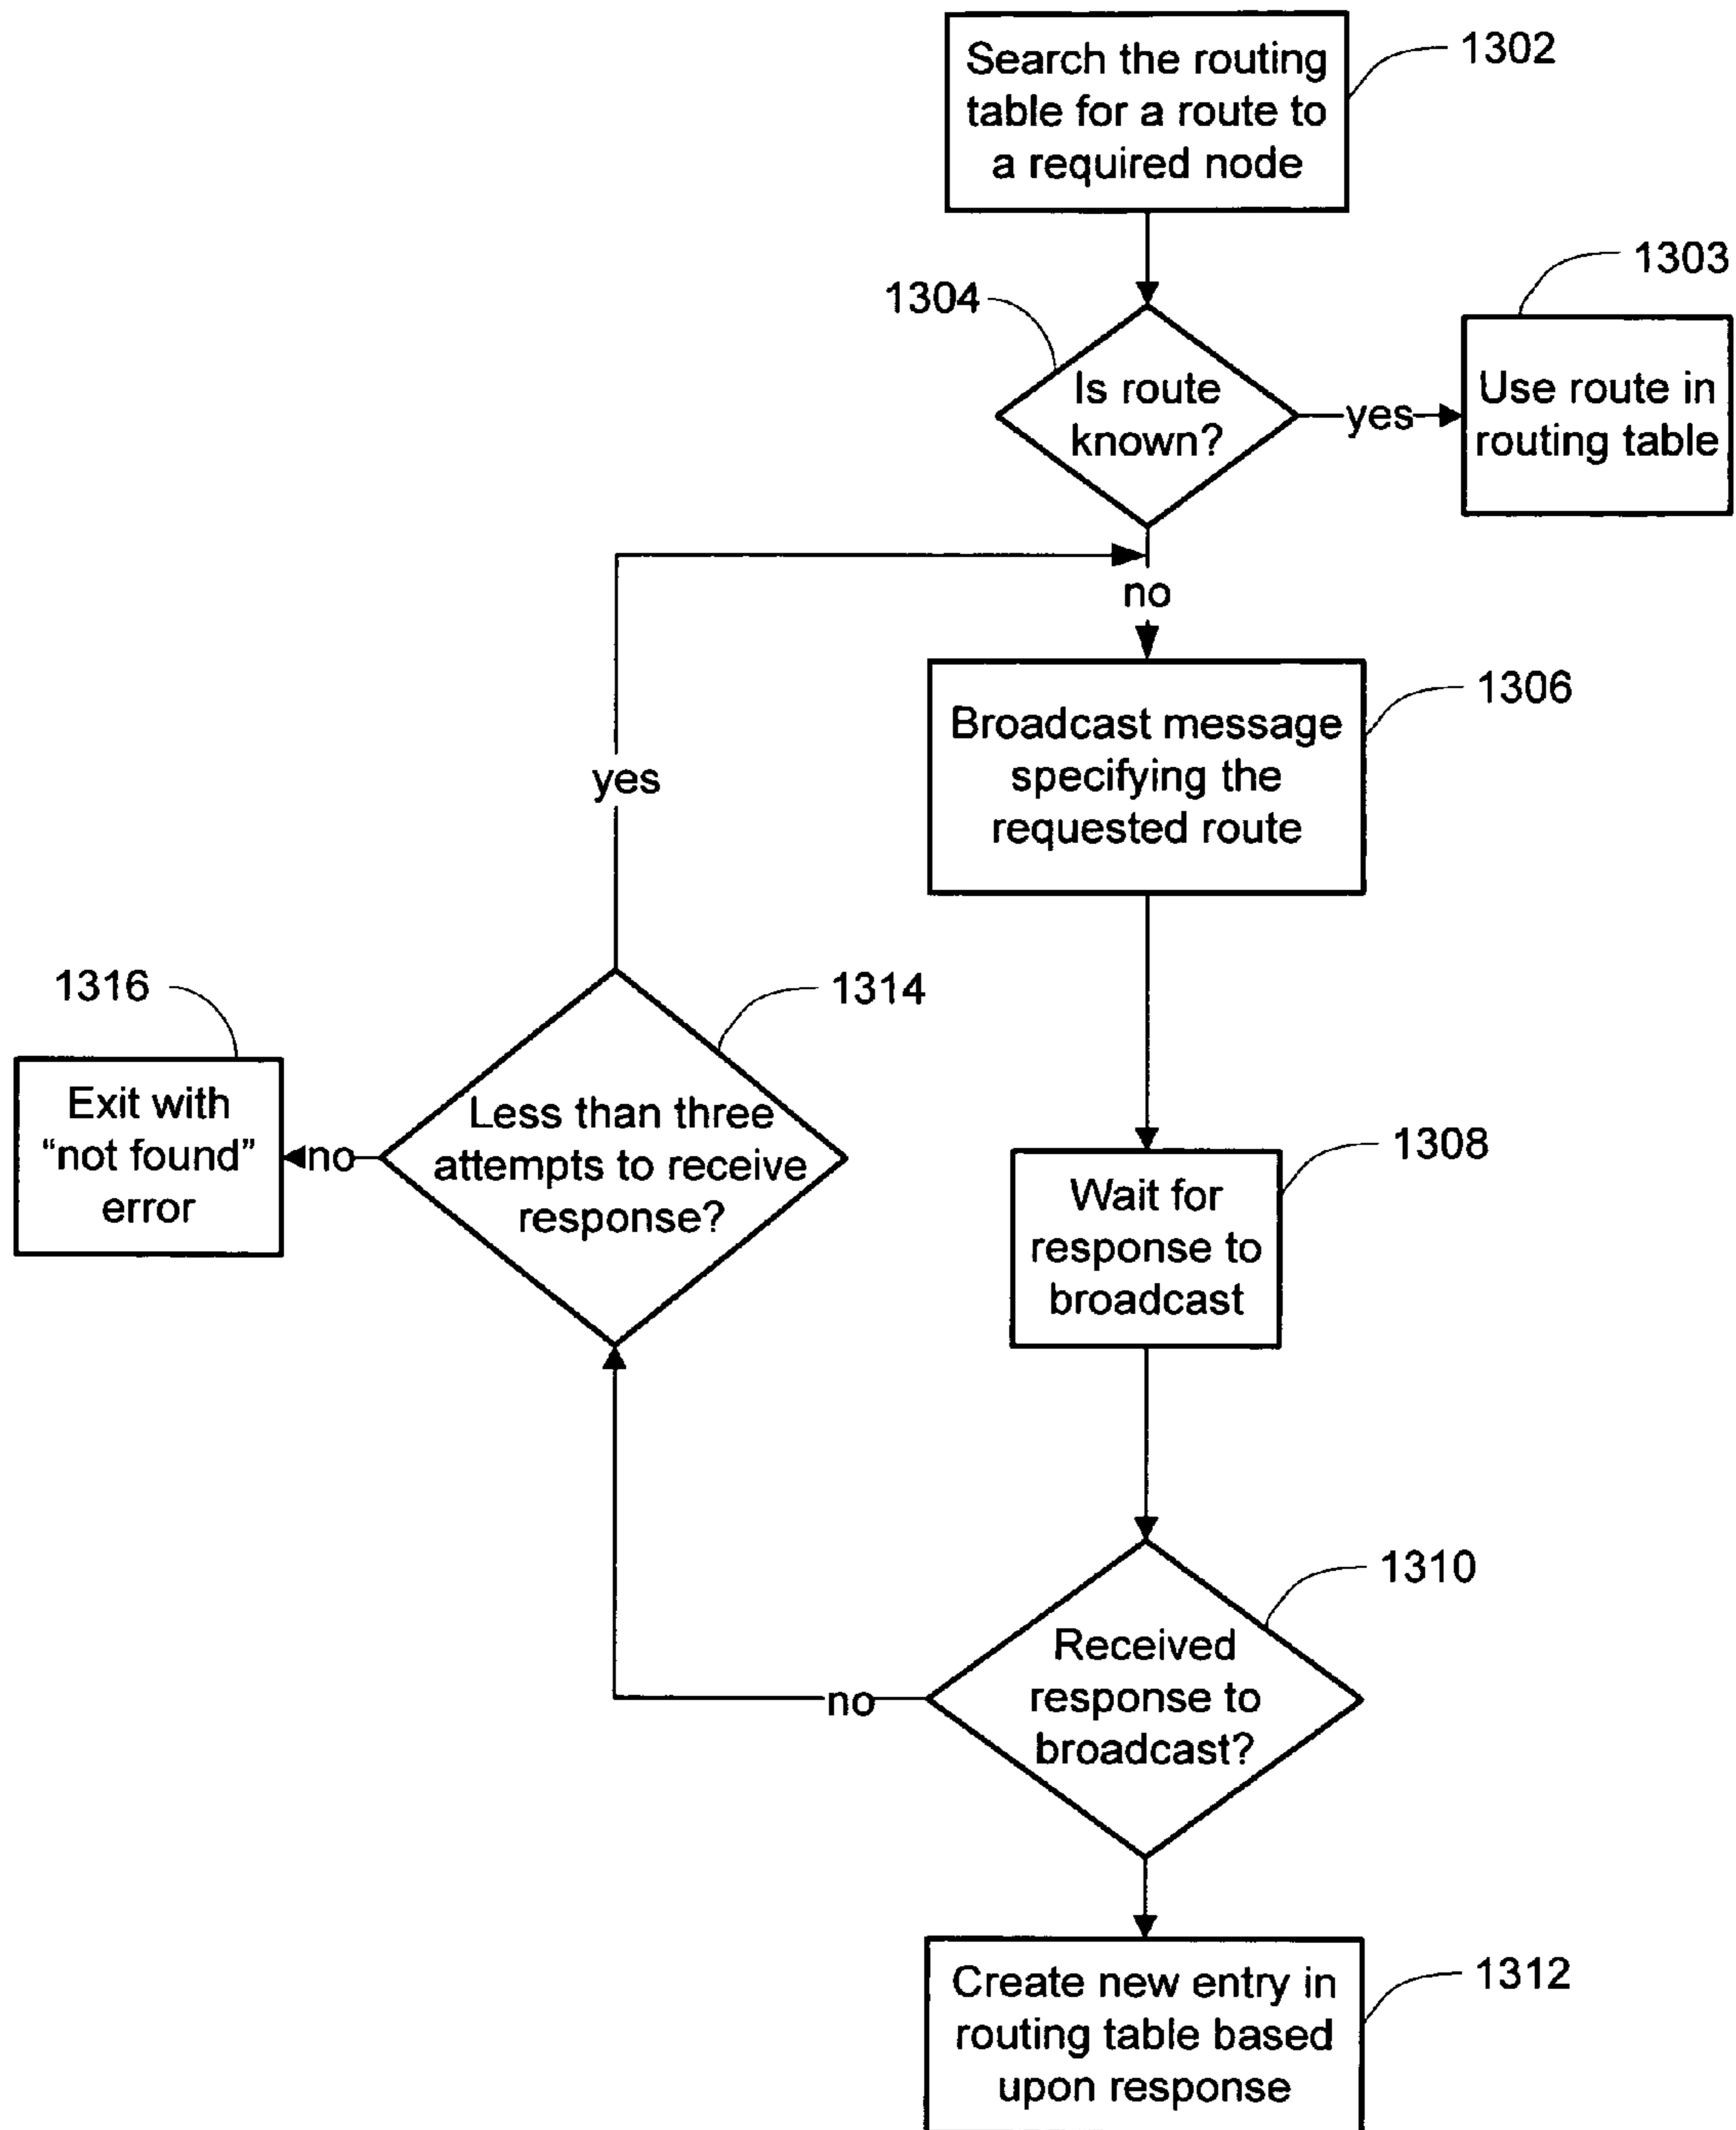 Search the routing
table for a route to
a required node
1302
1303
1304
Is route
known?
yes
Use route in
routing table
no
Broadcast message
specifying the
requested route
1306
yes
1316
1314
Exit with
“not found”
error
no
Less than three
attempts to receive
response?
1308
Wait for
response to
broadcast
1310
Received
response to
broadcast?
no
Create new entry in
routing table based
upon response
1312